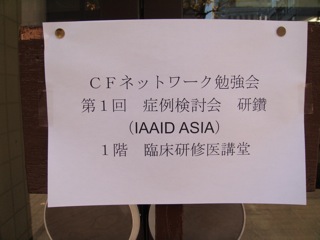 ＣＦネットワーク勉強会
第１回　症例検討会　研鑽
（IAAID ASIA）
１階　臨床研修医講堂